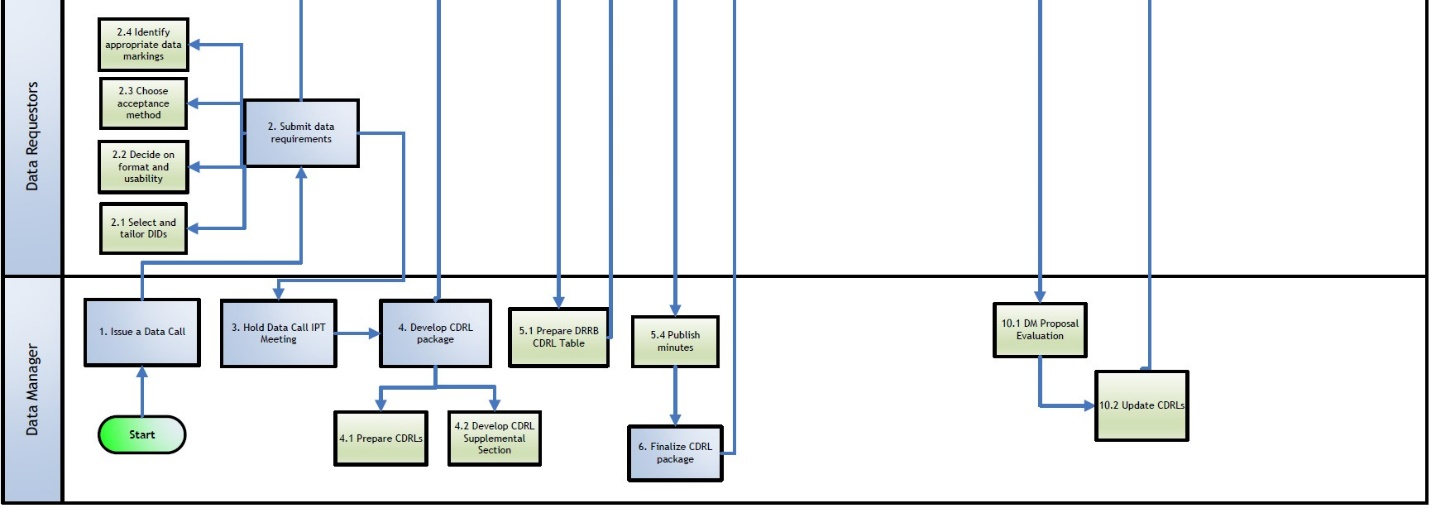 Data Requestors
2.4 Identify
appropriate data
markings
2.3 Choose
acceptance
method
2.2 Decide on
format and
usability
2.1 Select and
tailor DIDs
2. Submit data
requirements
Data Manager
1. Issue a Data Call
Start
3. Hold Data Call IPT
Meeting
4. Develop CDRL
package
4.1 Prepare CDRLs
4.2 Develop CDRL
Supplemental
Section
5.1 Prepare DRRB
CDRL Table
5.4 Publish
minutes
6. Finalize CDRL
package
10.1 DM Proposal
Evaluation
10.2 Update CDRLs